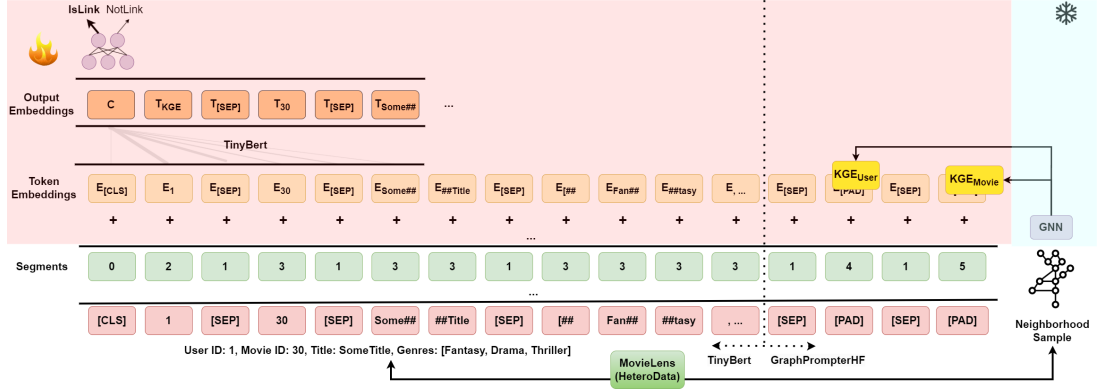 IsLink NotLink
Output Embeddings
C T_KGE T_[SEP] T_30 T_[SEP] T_Some## ...
TinyBert
Token Embeddings
E_[CLS] E_1 E_[SEP] E_30 E_[SEP] E_Some## E_##Title E_[SEP] E_[## E_Fan## E_##tasy E_, ... E_[SEP] E_[PAD] E_[SEP]
KGE_User KGE_Movie
GNN
+ + + + + + + + + + + + + + + +
...
Segments
0 2 1 3 1 3 3 1 3 3 3 3 1 4 1 5
...
[CLS] 1 [SEP] 30 [SEP] Some## ##Title [SEP] [## Fan## ##tasy , ... [SEP] [PAD] [SEP] [PAD]
Neighborhood
Sample
User ID: 1, Movie ID: 30, Title: SomeTitle, Genres: [Fantasy, Drama, Thriller]
TinyBert GraphPrompterHF
MovieLens
(HeteroData)